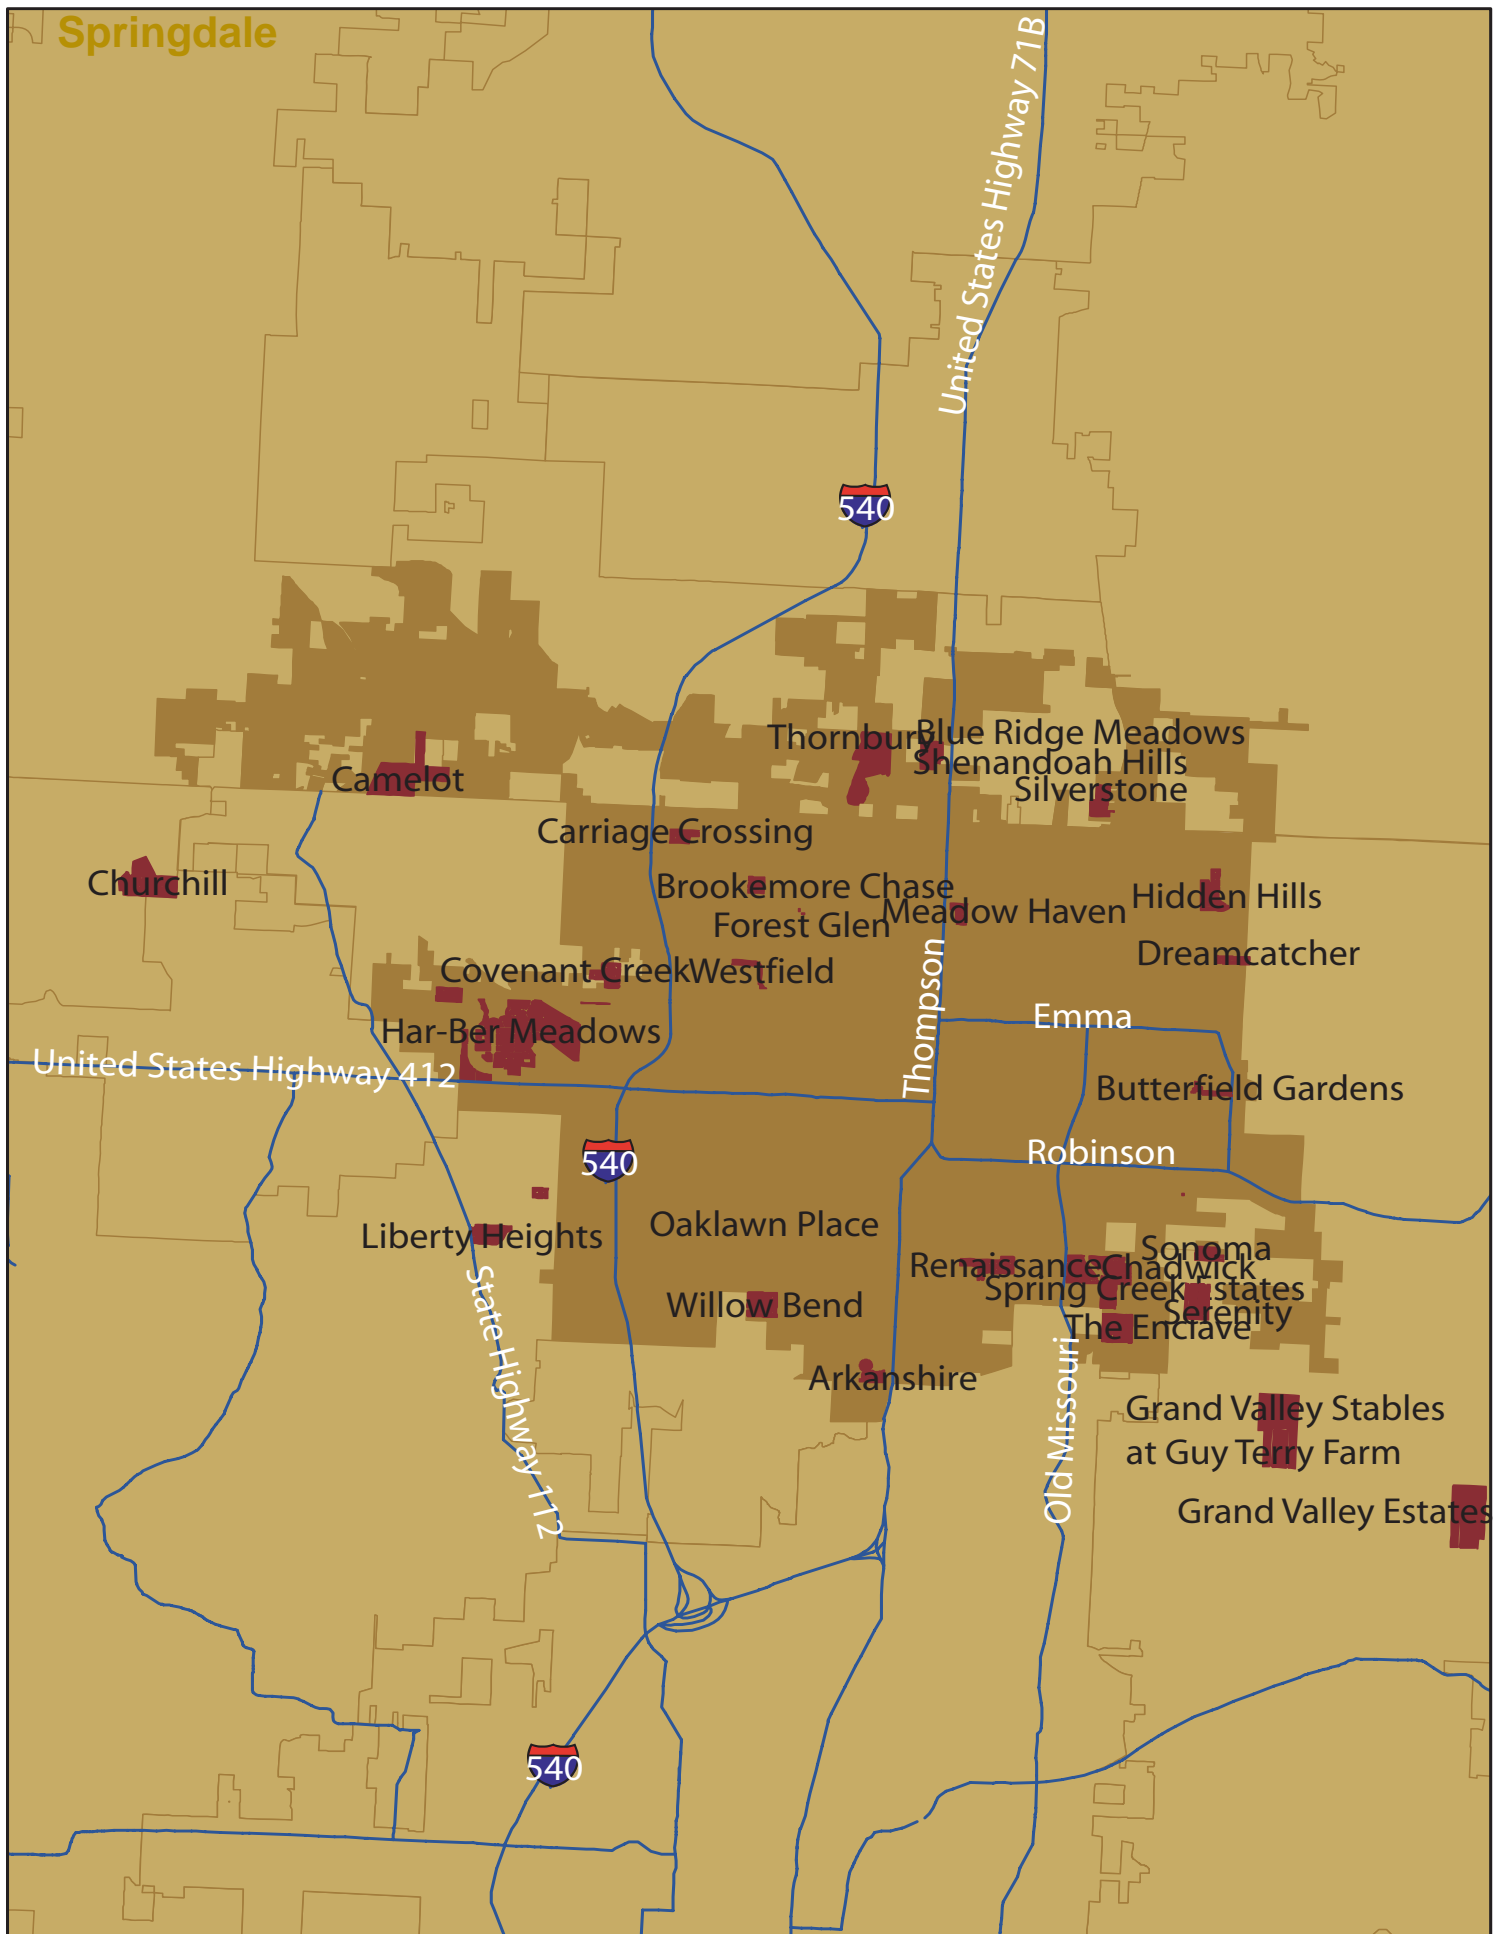 Springdale
United States Highway 71B
540
Thornbury
Blue Ridge Meadows
Shenandoah Hills
Camelot
Silverstone
Carriage Crossing
Churchill
Brookemore Chase
Hidden Hills
Forest Glen
Meadow Haven
Dreamcatcher
Covenant Creek
Westfield
Thompson
Emma
Har-Ber Meadows
United States Highway 412
Butterfield Gardens
540
Robinson
Oaklawn Place
Liberty Heights
Sonoma
Renaissance
Chadwick
Spring Creek Estates
State Highway 112
Willow Bend
Serenity
The Enclave
Arkanshire
Old Missouri
Grand Valley Stables
at Guy Terry Farm
Grand Valley Estates
540